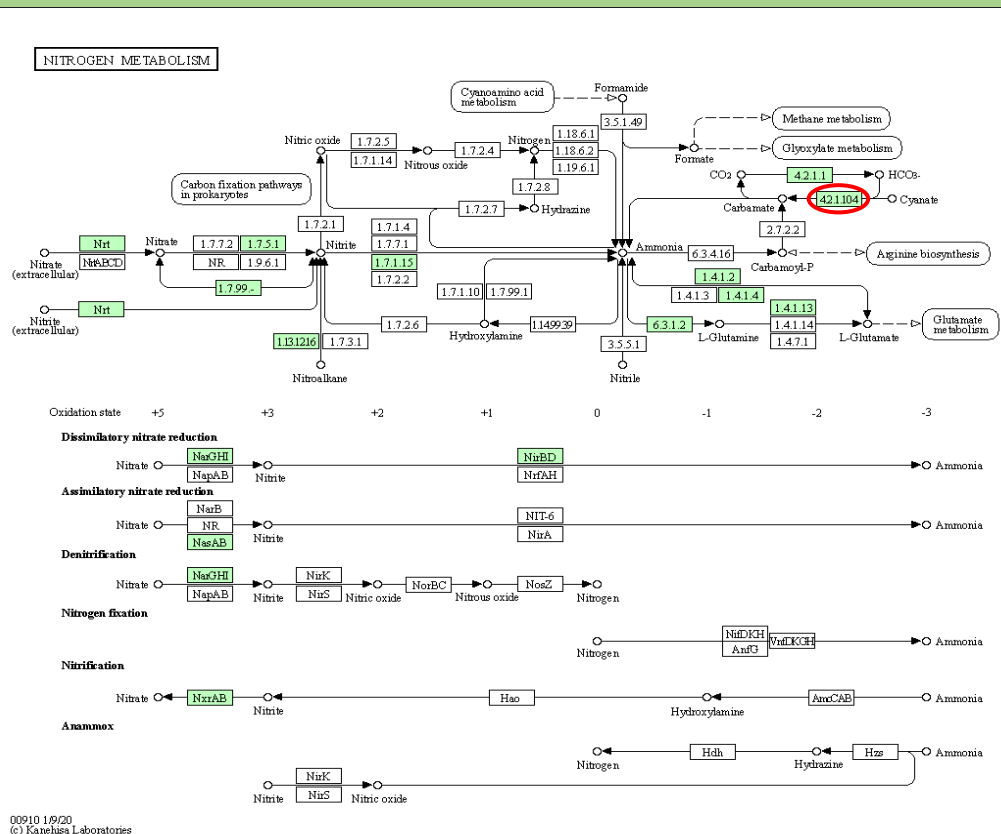 NITROGEN METABOLISM
Cyanoamino acid
metabolism
Formamide
3.5.1.49
Methane metabolism
Glyoxylate metabolism
Formate
Nitric oxide
1.7.2.5
1.7.1.14
Nitrous oxide
1.7.2.4
Nitrogen
1.18.6.1
1.18.6.2
1.19.6.1
1.7.2.8
1.7.2.7
Hydrazine
Carbon fixation pathways
in prokaryotes
CO2
4.2.1.1
HCO3-
Carbamate
4.2.1.104
Cyanate
2.7.2.2
1.7.2.1
Nrt
NrtABCD
Nitrate
(extracellular)
Nitrate
1.7.7.2
1.7.5.1
NR
1.9.6.1
Nitrite
1.7.1.4
1.7.7.1
1.7.1.15
1.7.2.2
Ammonia
6.3.4.16
Carbamoyl-P
Arginine biosynthesis
1.7.99.-
Nrt
Nitrite
(extracellular)
1.7.1.10
1.7.99.1
1.4.1.2
1.4.1.3
1.4.1.4
1.4.1.13
1.4.1.14
1.4.7.1
6.3.1.2
L-Glutamine
L-Glutamate
Glutamate
metabolism
1.13.12.16
1.7.3.1
1.7.2.6
Hydroxylamine
1.14.99.39
3.5.5.1
Nitroalkane
Nitrile
Oxidation state
+5
+3
+2
+1
0
-1
-2
-3
Dissimilatory nitrate reduction
Nitrate
NarGHI
NapAB
Nitrite
NirBD
NrfAH
Ammonia
Assimilatory nitrate reduction
Nitrate
NarB
NR
NasAB
Nitrite
NIT-6
NirA
Ammonia
Denitrification
Nitrate
NarGHI
NapAB
Nitrite
NirK
NirS
Nitric oxide
NorBC
Nitrous oxide
NosZ
Nitrogen
Nitrogen fixation
Nitrogen
NifDKH
AnfG
VnfDKGH
Ammonia
Nitrification
Nitrate
NxrAB
Nitrite
Hao
Hydroxylamine
AmoCAB
Ammonia
Anammox
Nitrogen
Hdh
Hydrazine
Hzs
Ammonia
Nitrite
NirK
NirS
Nitric oxide
00910 1/9/20
(c) Kanehisa Laboratories